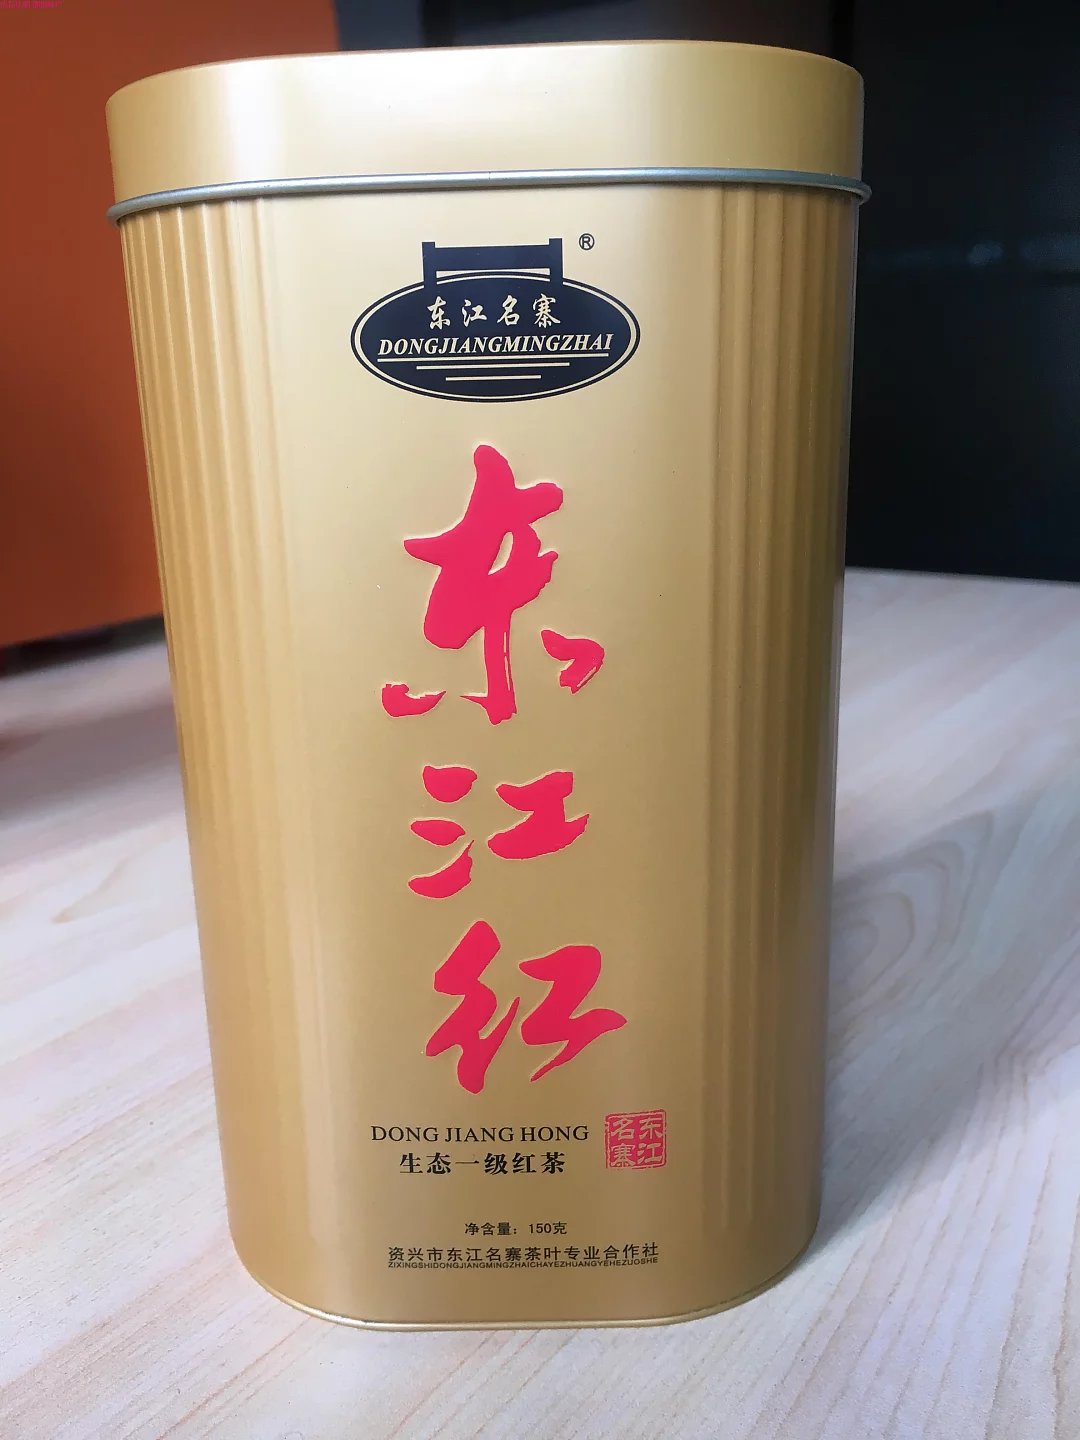 东江名寨
®
DONGJIANGMINGZHAI
东江红
DONG JIANG HONG
生态一级红茶
东江
名寨
净含量：150克
资兴市东江名寨茶叶专业合作社
ZIXINGSHIDONGJIANGMINGZHAICHAYEZHUANGYEHEZUOSHE